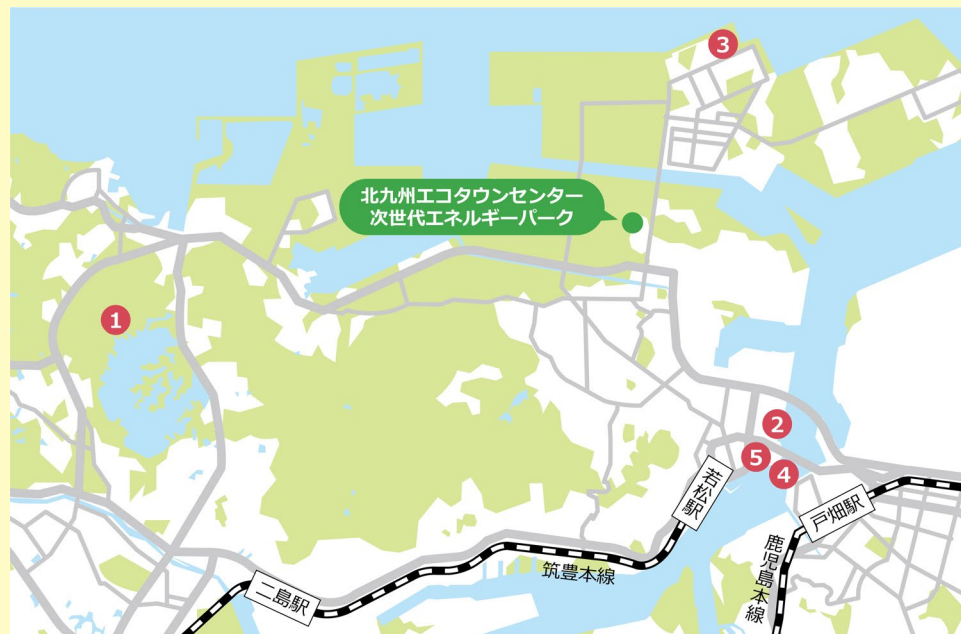 3
北九州エコタウンセンター
次世代エネルギーパーク
1
2
5
4
若松駅
戸畑駅
筑豊本線
鹿児島本線
二島駅